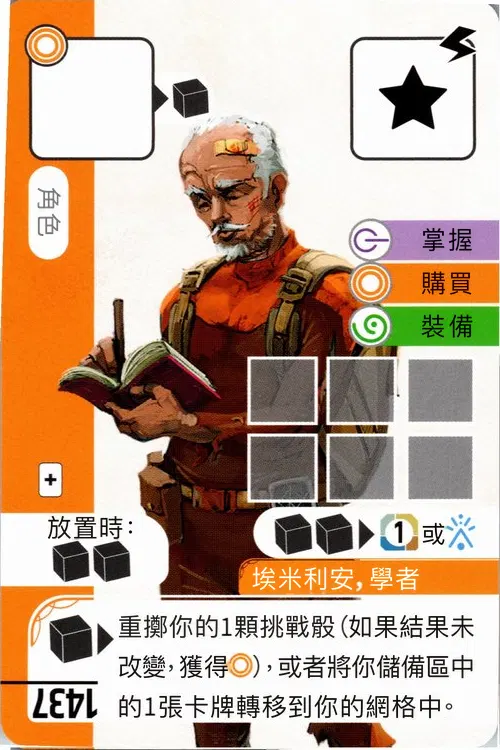 角色
掌握
購買
裝備
+
放置時：
1 或
埃米利安，學者
重擲你的1顆挑戰骰（如果結果未
改變，獲得），或者將你儲備區中
的1張卡牌轉移到你的網格中。
1437